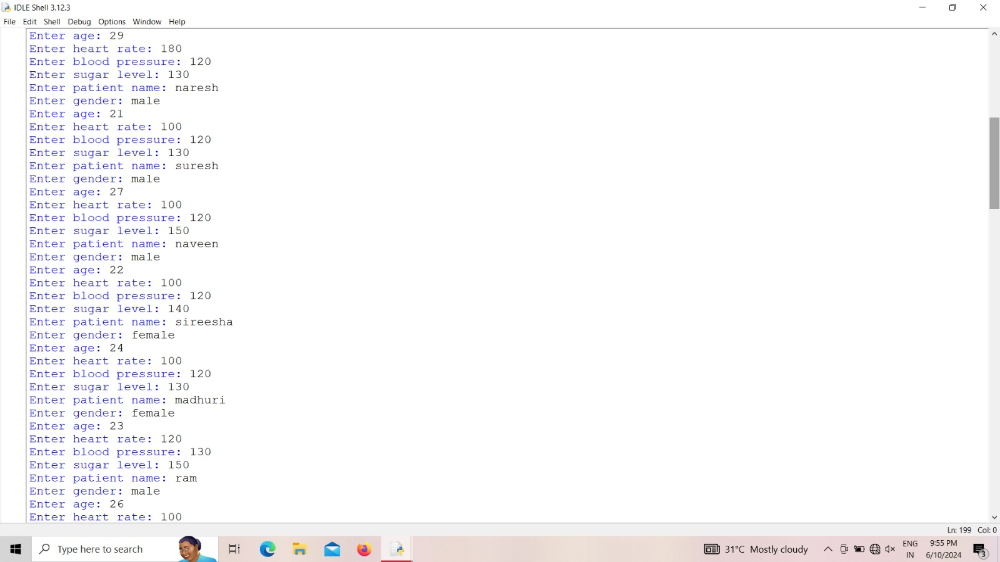 IDLE Shell 3.12.3
File Edit Shell Debug Options Window Help
Enter age: 29
Enter heart rate: 180
Enter blood pressure: 120
Enter sugar level: 130
Enter patient name: naresh
Enter gender: male
Enter age: 21
Enter heart rate: 100
Enter blood pressure: 120
Enter sugar level: 130
Enter patient name: suresh
Enter gender: male
Enter age: 27
Enter heart rate: 100
Enter blood pressure: 120
Enter sugar level: 150
Enter patient name: naveen
Enter gender: male
Enter age: 22
Enter heart rate: 100
Enter blood pressure: 120
Enter sugar level: 140
Enter patient name: sireesha
Enter gender: female
Enter age: 24
Enter heart rate: 100
Enter blood pressure: 120
Enter sugar level: 130
Enter patient name: madhuri
Enter gender: female
Enter age: 23
Enter heart rate: 120
Enter blood pressure: 130
Enter sugar level: 150
Enter patient name: ram
Enter gender: male
Enter age: 26
Enter heart rate: 100
Ln: 199 Col: 0
Type here to search
31°C Mostly cloudy
ENG
IN
9:55 PM
6/10/2024
3